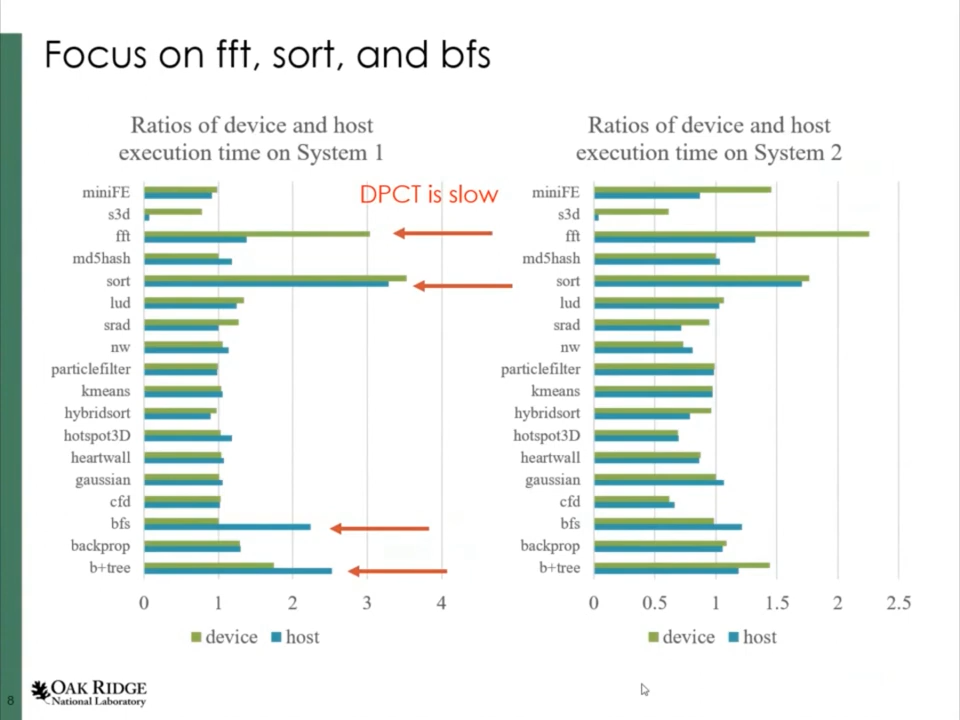 Focus on fft, sort, and bfs
Ratios of device and host
execution time on System 1
DPCT is slow
miniFE
s3d
fft
md5hash
sort
lud
srad
nw
particlefilter
kmeans
hybridsort
hotspot3D
heartwall
gaussian
cfd
bfs
backprop
b+tree
0 1 2 3 4
device host
Ratios of device and host
execution time on System 2
miniFE
s3d
fft
md5hash
sort
lud
srad
nw
particlefilter
kmeans
hybridsort
hotspot3D
heartwall
gaussian
cfd
bfs
backprop
b+tree
0 0.5 1 1.5 2 2.5
device host
8
OAK RIDGE
National Laboratory